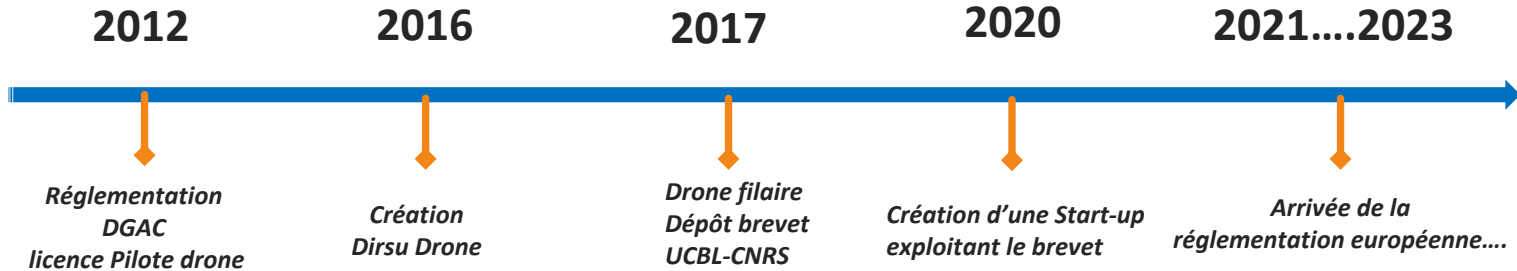 2012
2016
2017
2020
2021....2023
Réglementation
DGAC
licence Pilote drone
Création
Dirsu Drone
Drone filaire
Dépôt brevet
UCBL-CNRS
Création d’une Start-up
exploitant le brevet
Arrivée de la
réglementation européenne....